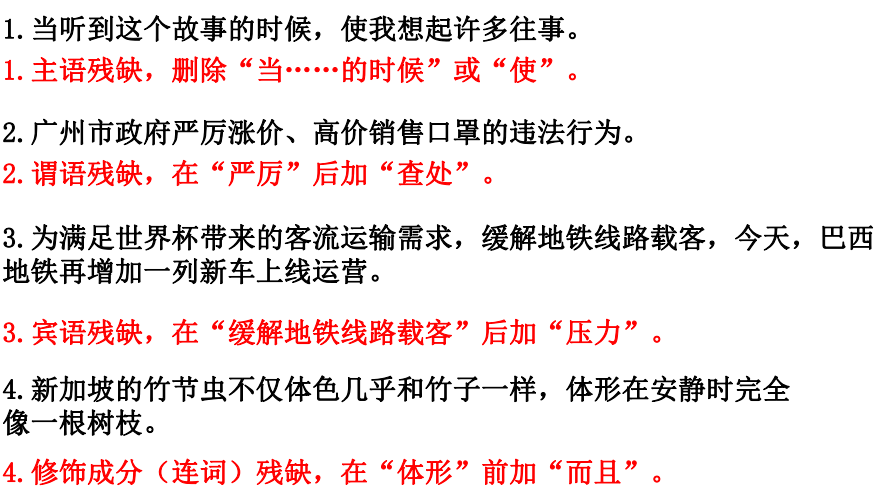 1.当听到这个故事的时候，使我想起许多往事。
1.主语残缺，删除“当……的时候”或“使”。
2.广州市政府严厉涨价、高价销售口罩的违法行为。
2.谓语残缺，在“严厉”后加“查处”。
3.为满足世界杯带来的客流运输需求，缓解地铁线路载客，今天，巴西
地铁再增加一列新车上线运营。
3.宾语残缺，在“缓解地铁线路载客”后加“压力”。
4.新加坡的竹节虫不仅体色几乎和竹子一样，体形在安静时完全
像一根树枝。
4.修饰成分（连词）残缺，在“体形”前加“而且”。